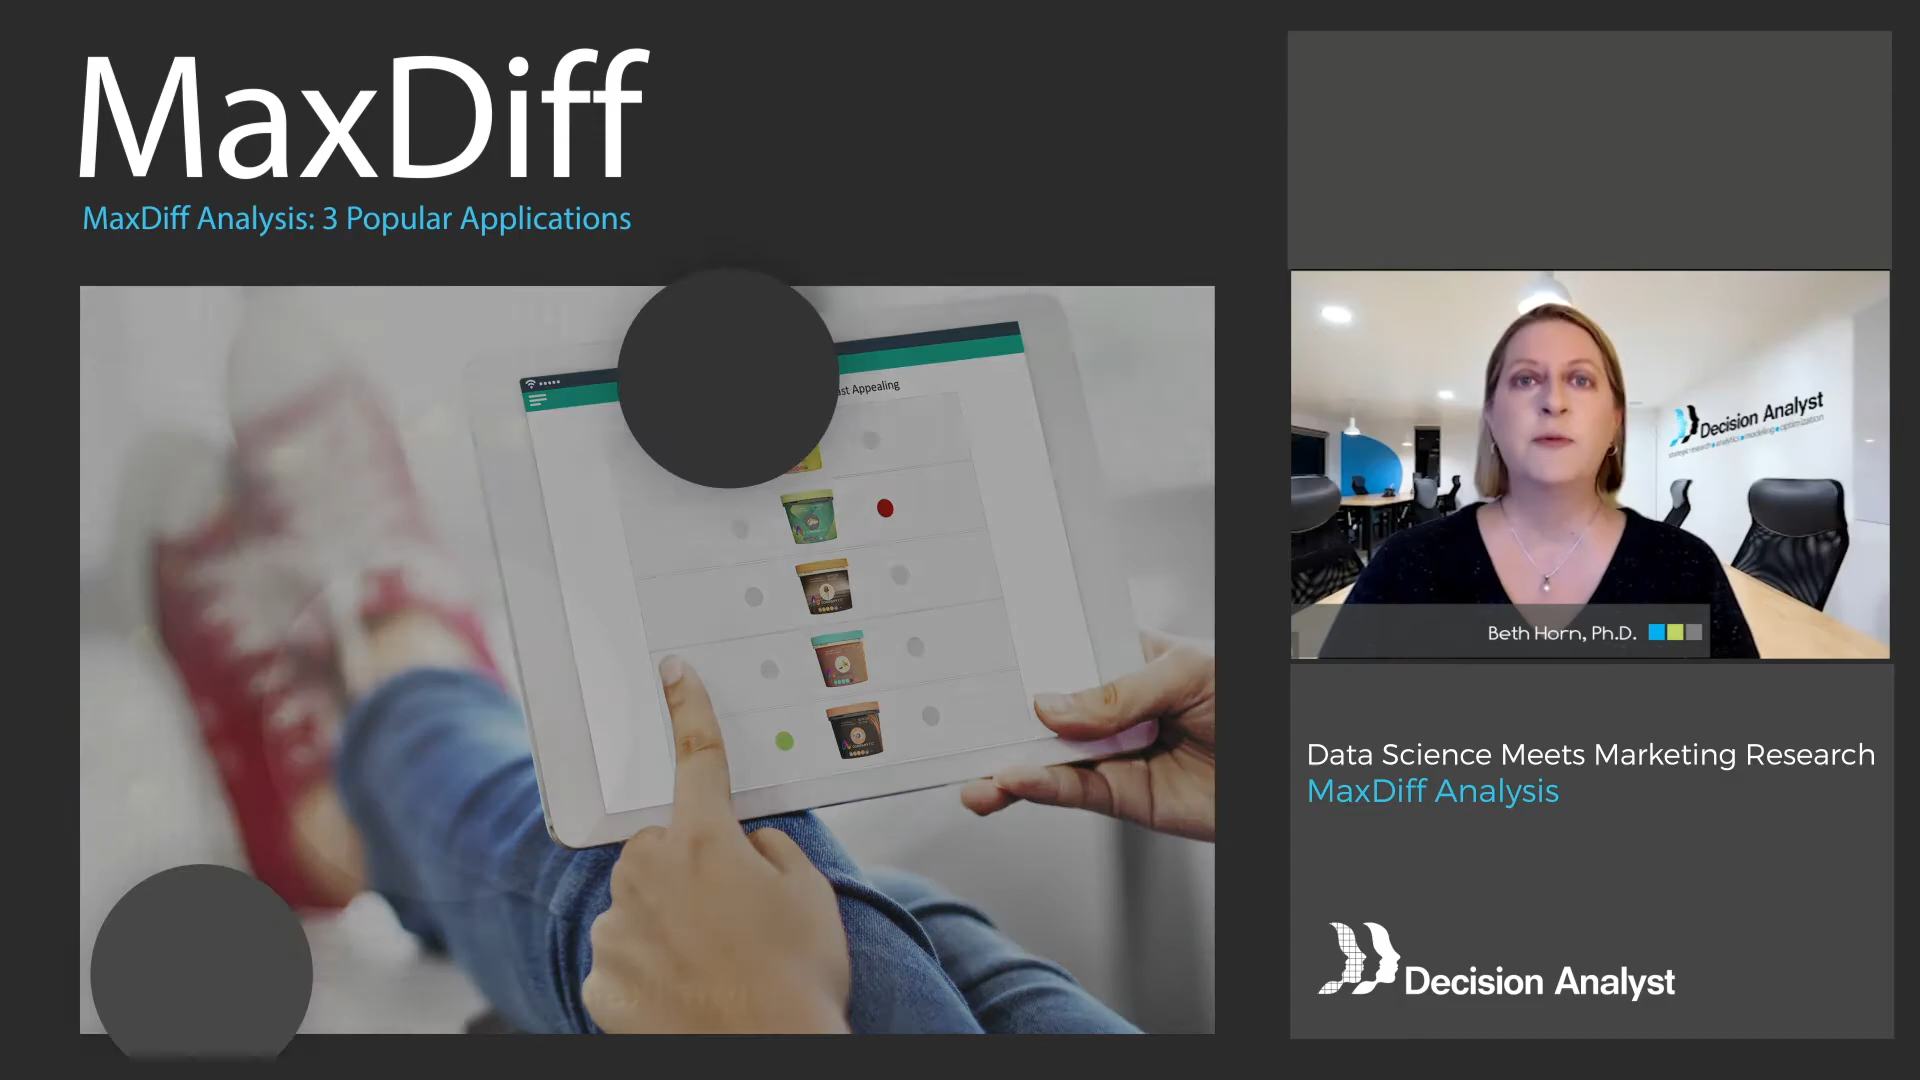 MaxDiff
MaxDiff Analysis: 3 Popular Applications
Appealing
Decision Analyst
Beth Horn, Ph.D.
Data Science Meets Marketing Research
MaxDiff Analysis
Decision Analyst